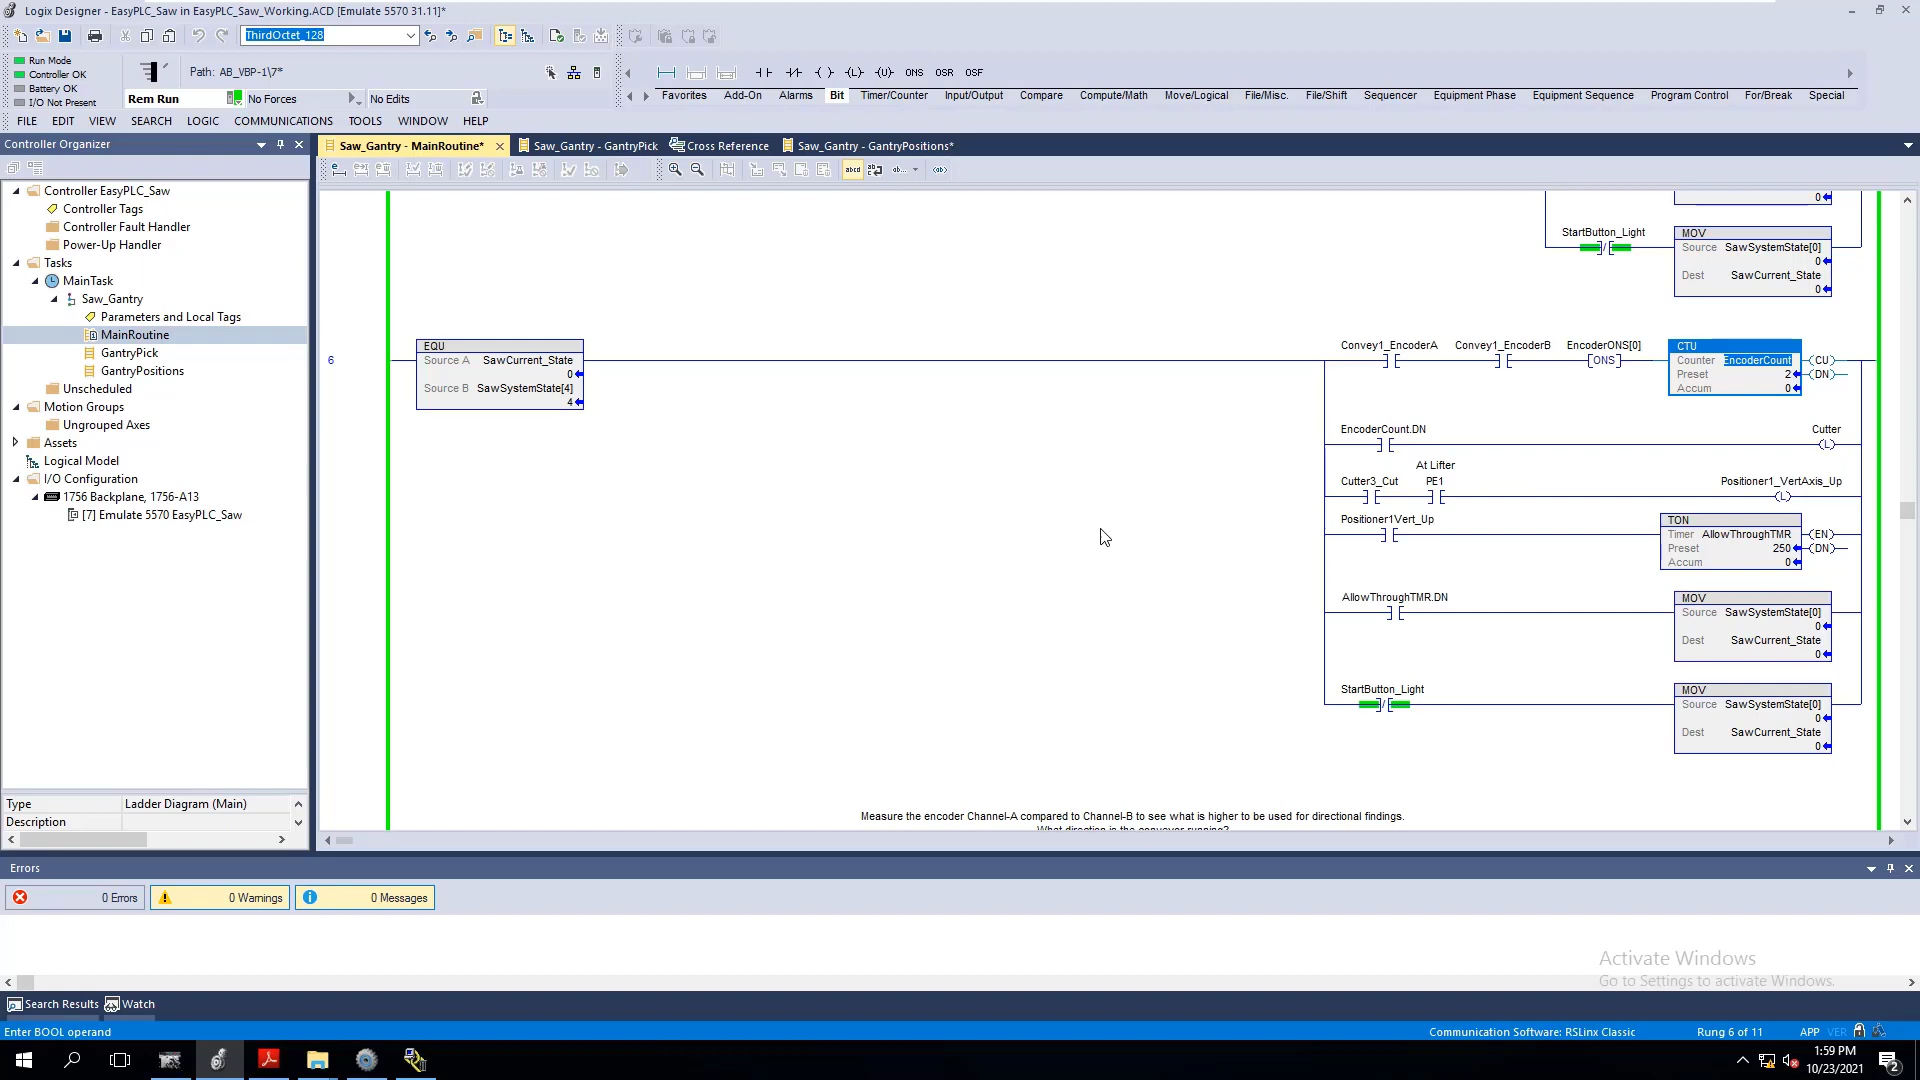 Logix Designer - EasyPLC_Saw in EasyPLC_Saw_Working.ACD [Emulate 5570 31.11]*
ThirdOctet_128
Run Mode
Controller OK
Battery OK
I/O Not Present
Path: AB_VBP-1\7*
Rem Run
No Forces
No Edits
ONS OSR OSF
Favorites Add-On Alarms Bit Timer/Counter Input/Output Compare Compute/Math Move/Logical File/Misc. File/Shift Sequencer Equipment Phase Equipment Sequence Program Control For/Break Special
FILE EDIT VIEW SEARCH LOGIC COMMUNICATIONS TOOLS WINDOW HELP
Controller Organizer
Saw_Gantry - MainRoutine*
Saw_Gantry - GantryPick
Cross Reference
Saw_Gantry - GantryPositions*
Controller EasyPLC_Saw
Controller Tags
Controller Fault Handler
Power-Up Handler
Tasks
MainTask
Saw_Gantry
Parameters and Local Tags
MainRoutine
GantryPick
GantryPositions
Unscheduled
Motion Groups
Ungrouped Axes
Assets
Logical Model
I/O Configuration
1756 Backplane, 1756-A13
[7] Emulate 5570 EasyPLC_Saw
Type Ladder Diagram (Main)
Description
0
StartButton_Light
MOV
Source SawSystemState[0]
0
Dest SawCurrent_State
0
6
EQU
Source A SawCurrent_State
0
Source B SawSystemState[4]
4
Convey1_EncoderA
Convey1_EncoderB
EncoderONS[0]
ONS
CTU
Counter EncoderCount
Preset 2
Accum 0
CU
DN
EncoderCount.DN
Cutter
L
At Lifter
Cutter3_Cut
PE1
Positioner1_VertAxis_Up
L
Positioner1Vert_Up
TON
Timer AllowThroughTMR
Preset 250
Accum 0
EN
DN
AllowThroughTMR.DN
MOV
Source SawSystemState[0]
0
Dest SawCurrent_State
0
StartButton_Light
MOV
Source SawSystemState[0]
0
Dest SawCurrent_State
0
Measure the encoder Channel-A compared to Channel-B to see what is higher to be used for directional findings.
What direction is the conveyor running?
Errors
0 Errors
0 Warnings
0 Messages
Activate Windows
Go to Settings to activate Windows.
Search Results
Watch
Enter BOOL operand
Communication Software: RSLinx Classic
Rung 6 of 11
APP VER
1:59 PM
10/23/2021
2